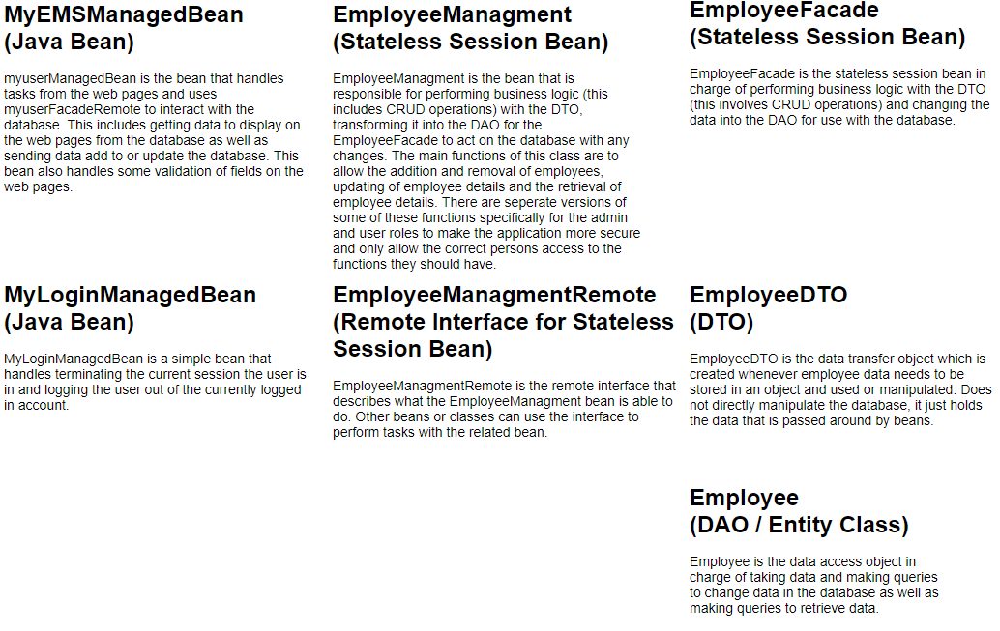 MyEMSManagedBean
(Java Bean)
myuserManagedBean is the bean that handles
tasks from the web pages and uses
myuserFacadeRemote to interact with the
database. This includes getting data to display on
the web pages from the database as well as
sending data add to or update the database. This
bean also handles some validation of fields on the
web pages.
EmployeeManagment
(Stateless Session Bean)
EmployeeManagment is the bean that is
responsible for performing business logic (this
includes CRUD operations) with the DTO,
transforming it into the DAO for the
EmployeeFacade to act on the database with any
changes. The main functions of this class are to
allow the addition and removal of employees,
updating of employee details and the retrieval of
employee details. There are seperate versions of
some of these functions specifically for the admin
and user roles to make the application more secure
and only allow the correct persons access to the
functions they should have.
EmployeeFacade
(Stateless Session Bean)
EmployeeFacade is the stateless session bean in
charge of performing business logic with the DTO
(this involves CRUD operations) and changing the
data into the DAO for use with the database.
MyLoginManagedBean
(Java Bean)
MyLoginManagedBean is a simple bean that
handles terminating the current session the user is
in and logging the user out of the currently logged
in account.
EmployeeManagmentRemote
(Remote Interface for Stateless
Session Bean)
EmployeeManagmentRemote is the remote interface that
describes what the EmployeeManagment bean is able to
do. Other beans or classes can use the interface to
perform tasks with the related bean.
EmployeeDTO
(DTO)
EmployeeDTO is the data transfer object which is
created whenever employee data needs to be
stored in an object and used or manipulated. Does
not directly manipulate the database, it just holds
the data that is passed around by beans.
Employee
(DAO / Entity Class)
Employee is the data access object in
charge of taking data and making queries
to change data in the database as well as
making queries to retrieve data.